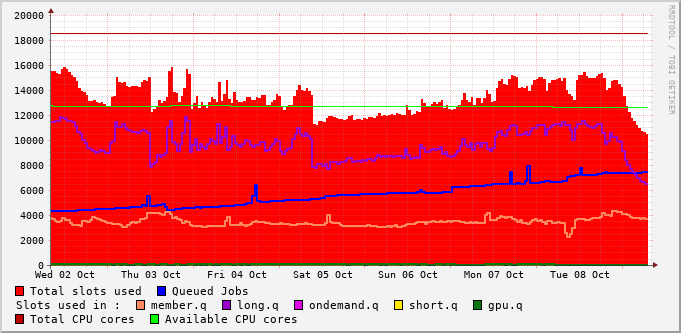 20000
18000
16000
14000
12000
10000
8000
6000
4000
2000
0
Wed 02 Oct Thu 03 Oct Fri 04 Oct Sat 05 Oct Sun 06 Oct Mon 07 Oct Tue 08 Oct
Total slots used Queued Jobs
Slots used in : member.q long.q ondemand.q short.q gpu.q
Total CPU cores Available CPU cores
RRDTOOL / TOBI OETIKER